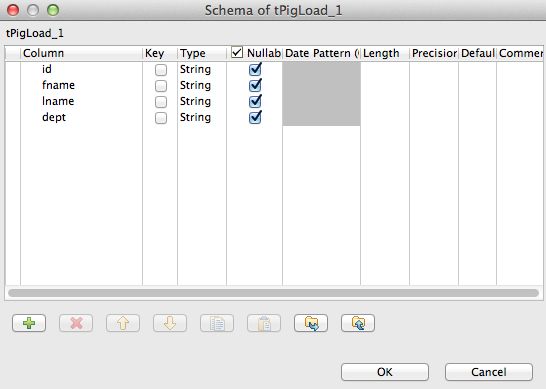 Schema of tPigLoad_1
tPigLoad_1
Column Key Type Nullab Date Pattern (( Length Precision Defaul Commer
id String
fname String
lname String
dept String
OK Cancel